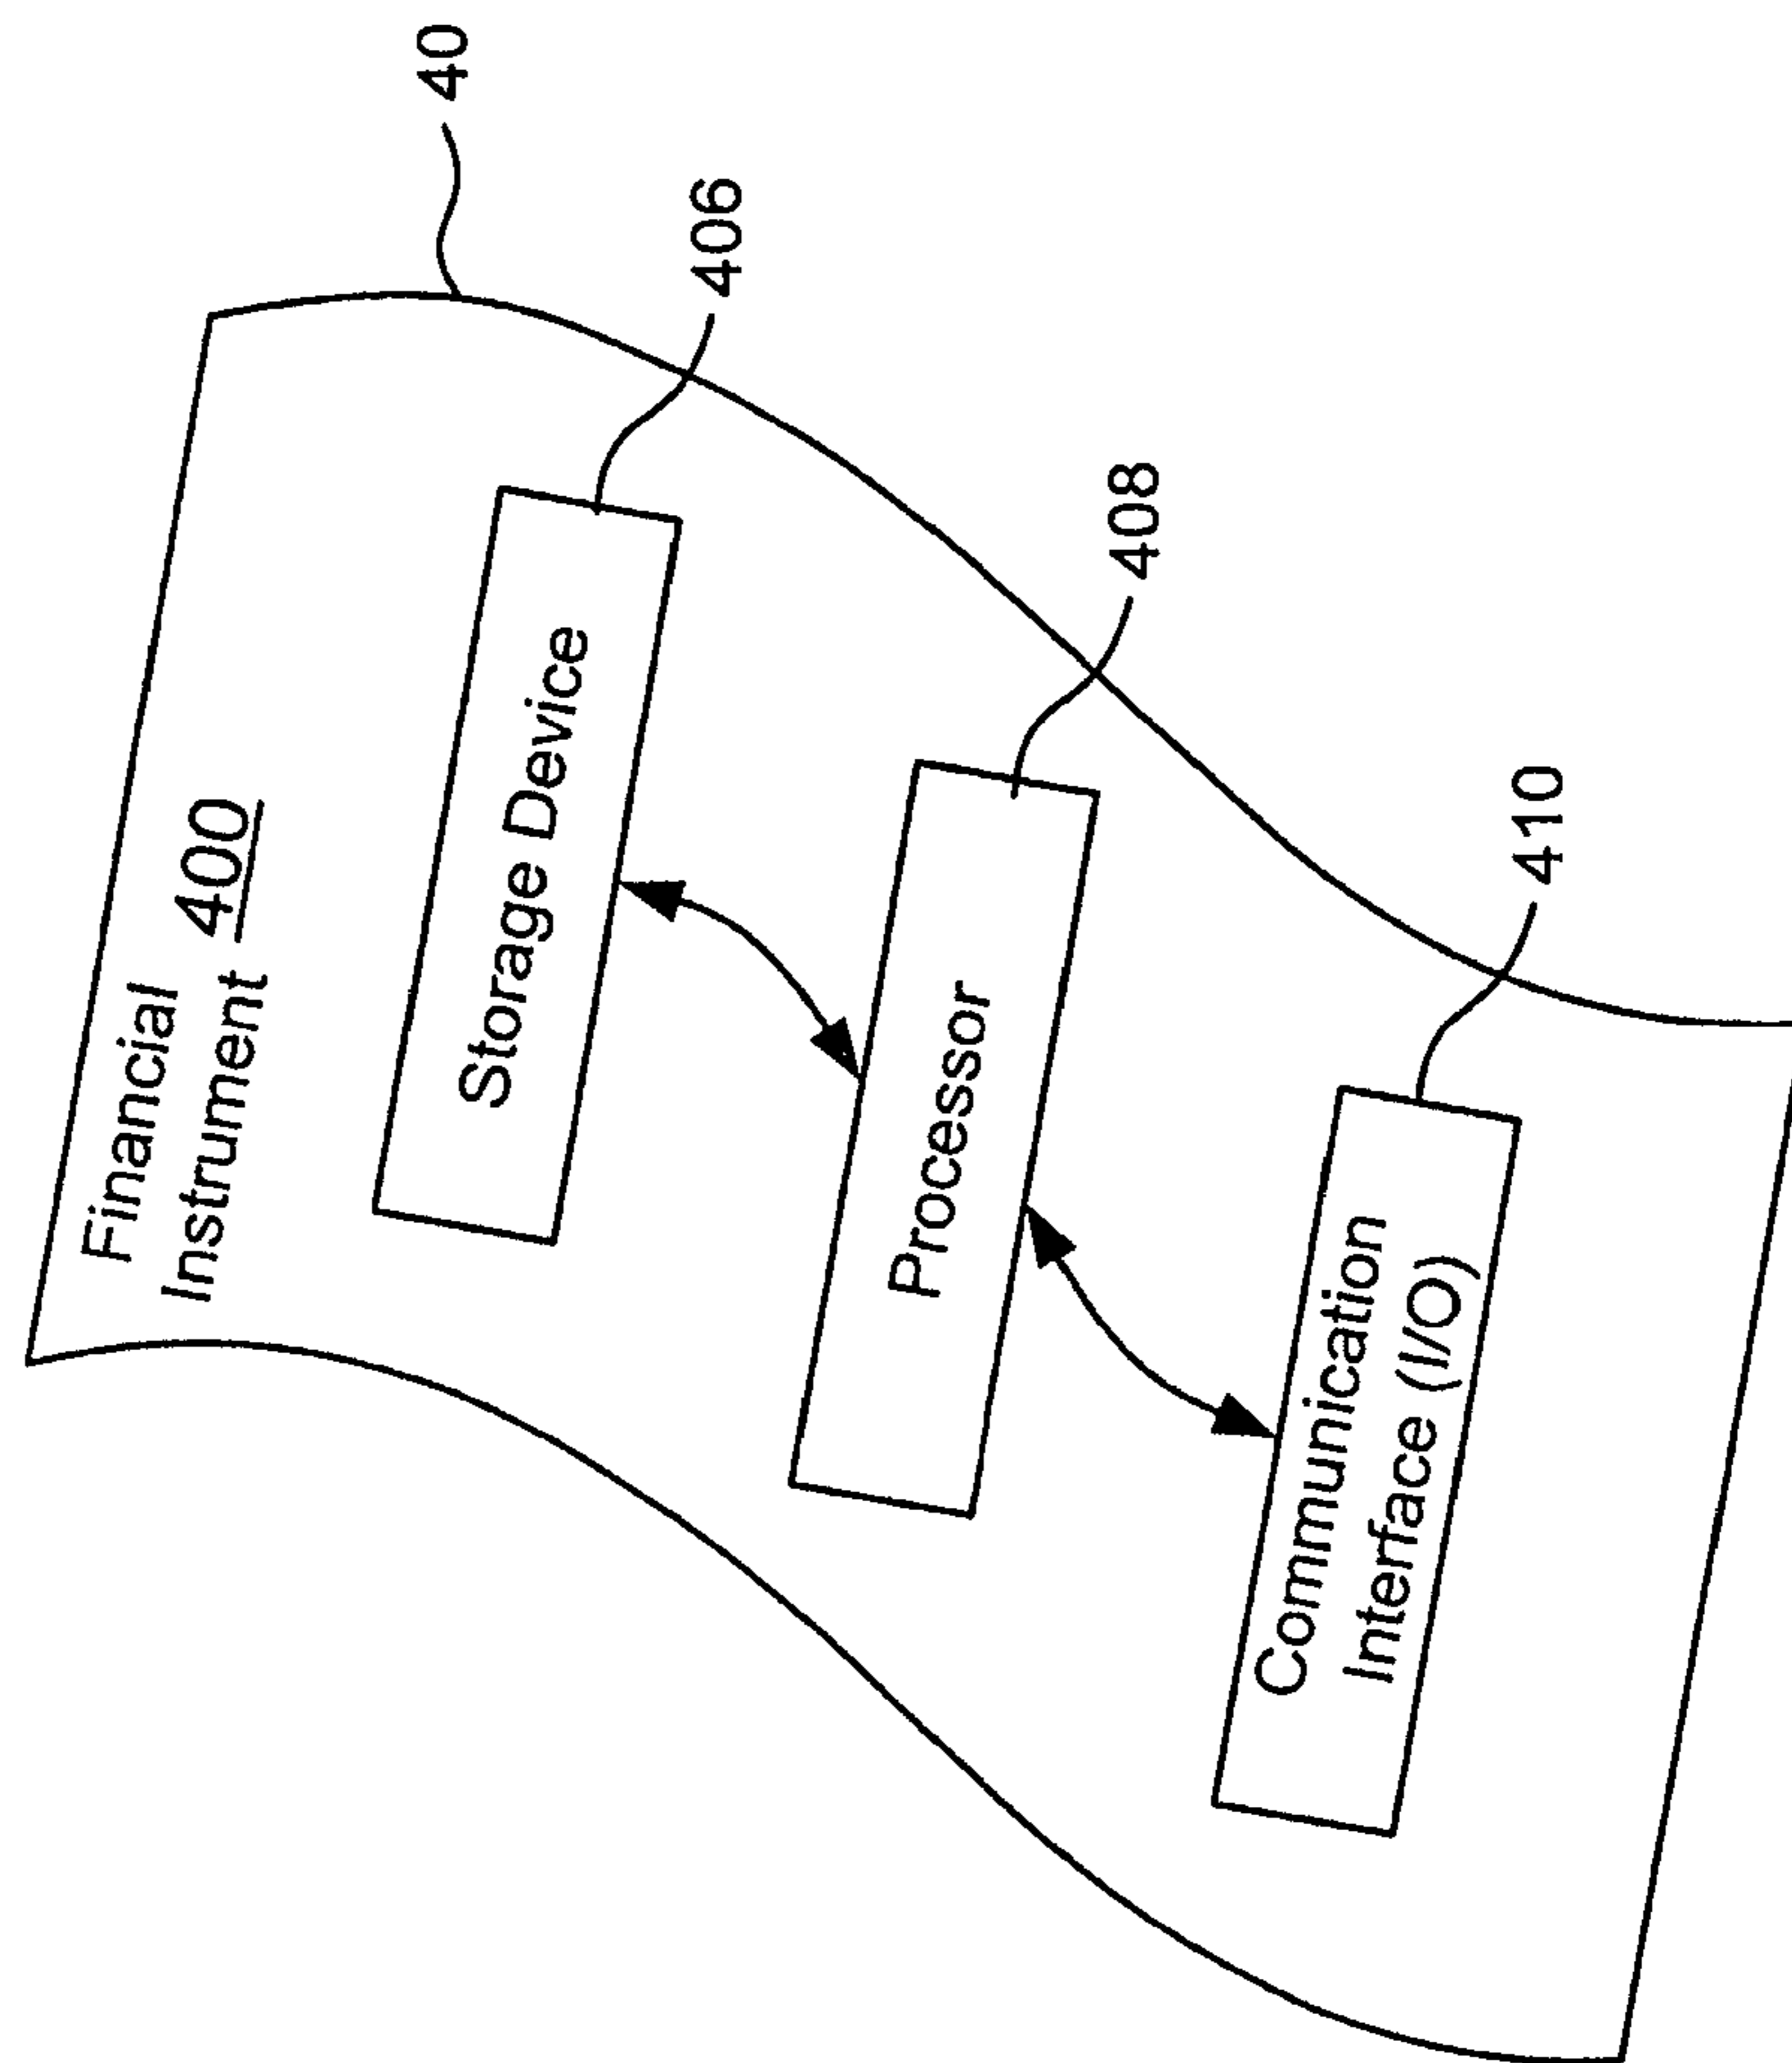 40
Financial
Instrument 400
Storage Device
406
Processor
408
Communication
Interface (I/O)
410